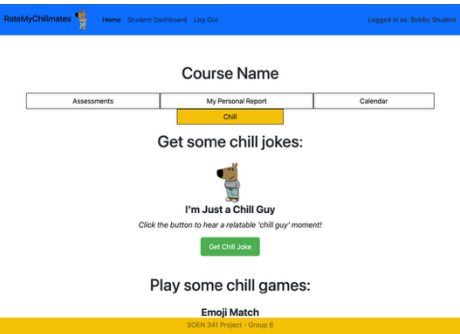 RateMyChillmates Home Student Dashboard Log Out Logged in as: Bobby Student
Course Name
Assessments My Personal Report Calendar
Chill
Get some chill jokes:
I'm Just a Chill Guy
Click the button to hear a relatable 'chill guy' moment!
Get Chill Joke
Play some chill games:
Emoji Match
SOEN 341 Project - Group 6